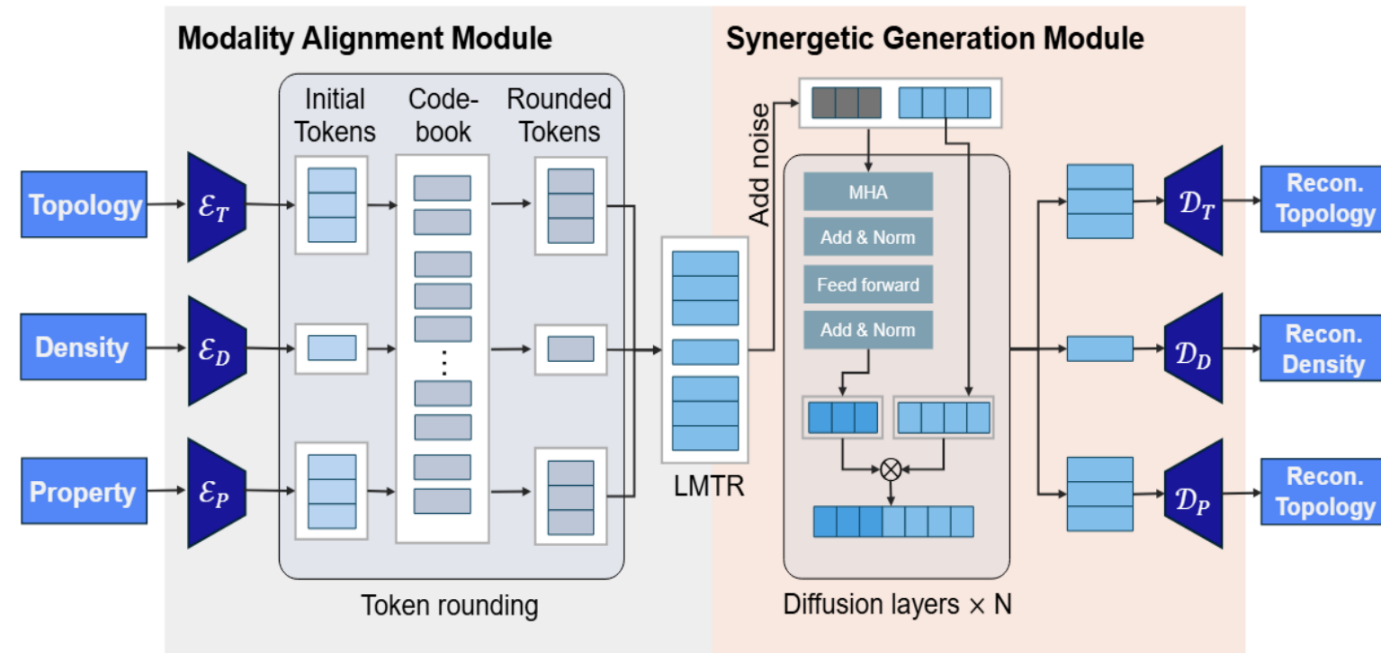 Modality Alignment Module
Synergetic Generation Module
Initial
Tokens
Code-
book
Rounded
Tokens
Topology
Density
Property
ℰ_T
ℰ_D
ℰ_P
⋮
Token rounding
LMTR
Add noise
MHA
Add & Norm
Feed forward
Add & Norm
Diffusion layers × N
𝒟_T
𝒟_D
𝒟_P
Recon.
Topology
Recon.
Density
Recon.
Topology